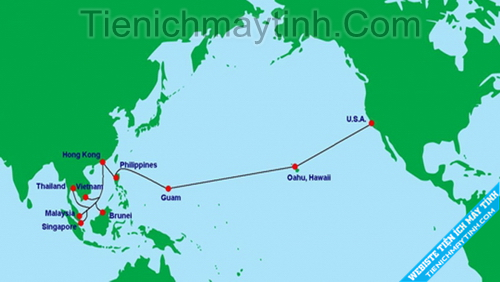 Tienichmaytinh.Com
U.S.A.
Hong Kong
Philippines
Thailand
Vietnam
Oahu, Hawaii
Guam
Malaysia
Brunei
Singapore
WEBISTE TIỆN ÍCH MÁY TÍNH
TIENICHMAYTINH.COM